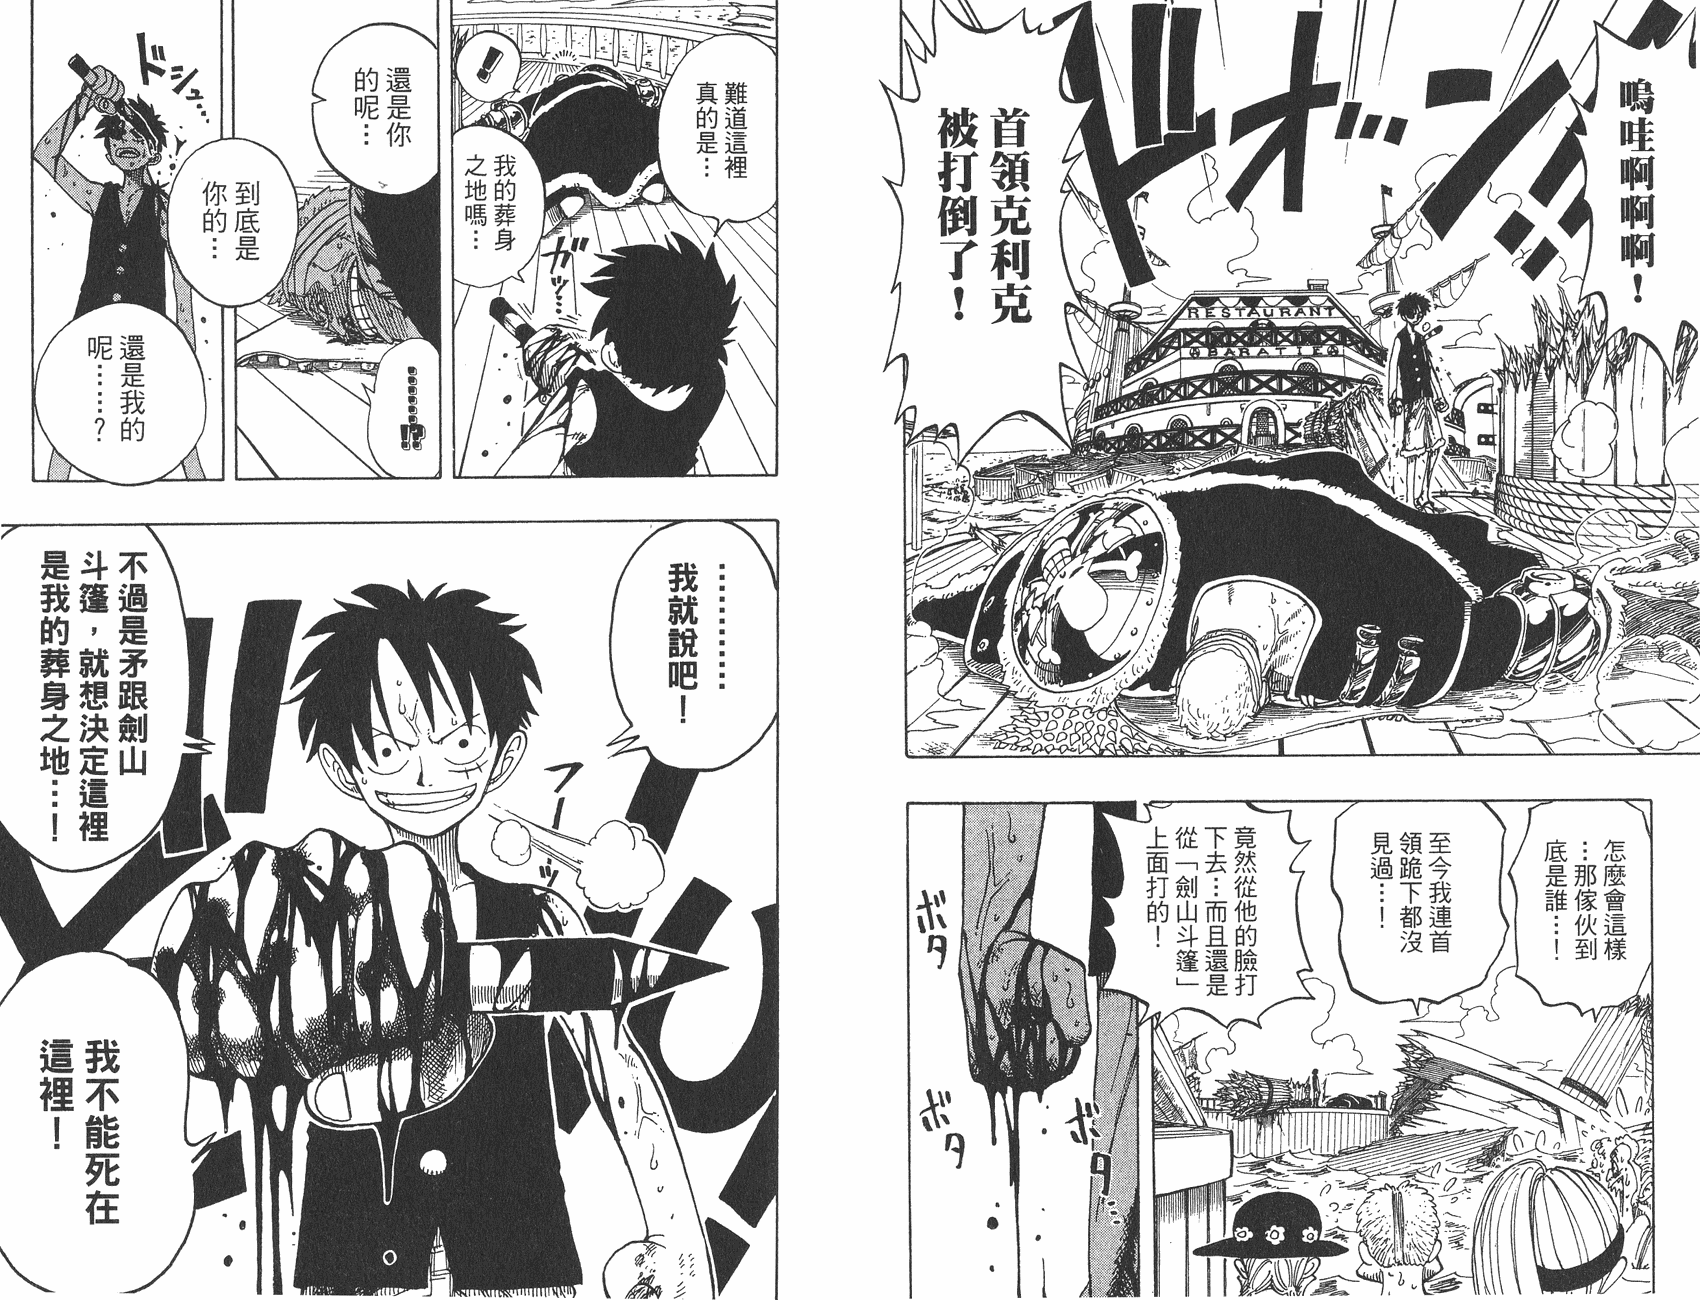 嗚哇啊啊啊啊！
ドオン…!!
首領克利克
被打倒了！
RESTAURANT
BARATIE
怎麼會這樣
…那傢伙到
底是誰…！
至今我連首
領跪下都沒
見過…！
竟然從他的臉打
下去…而且還是
從「劍山斗篷」
上面打的！
ボタ
ボタ
ボタ
難道這裡
真的是…
！
我的葬身
之地嗎…
ガッ…
還是你
的呢…
…………!?
ドシュ…
到底是
你的…
還是我的
呢……？
…………
我就說吧！
不過是矛跟劍山
斗篷，就想決定這裡
是我的葬身之地…！
フーーッ
我不能死在
這裡！